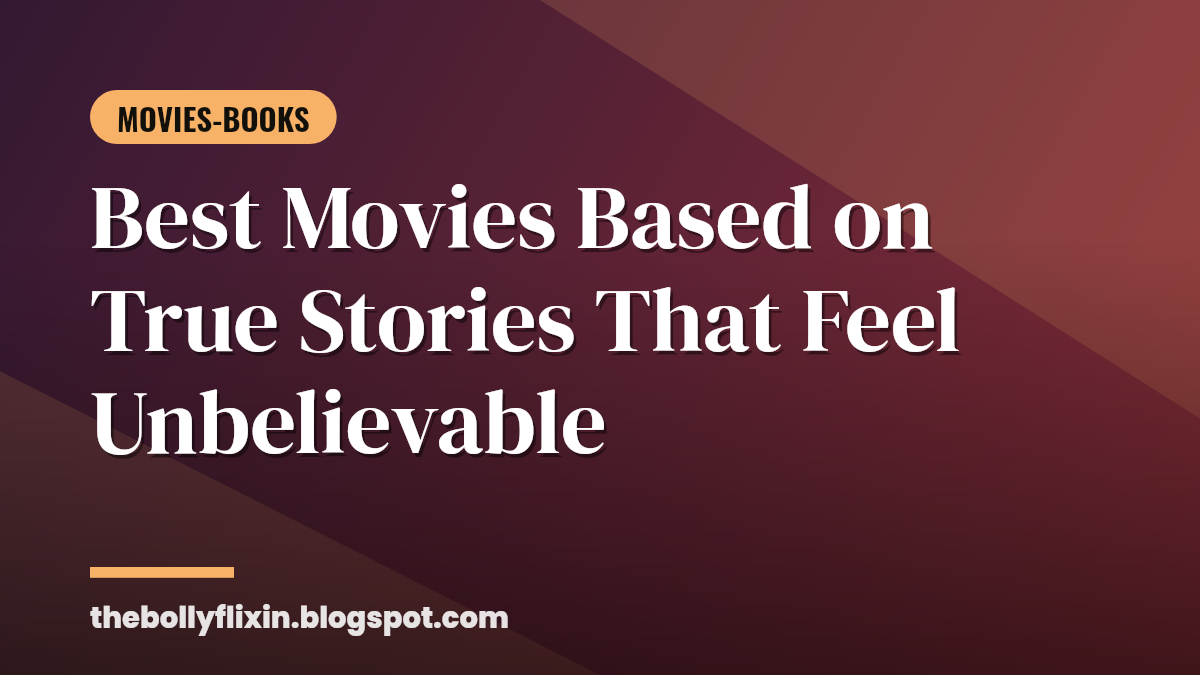 MOVIES-BOOKS
Best Movies Based on
True Stories That Feel
Unbelievable
thebollyflixin.blogspot.com